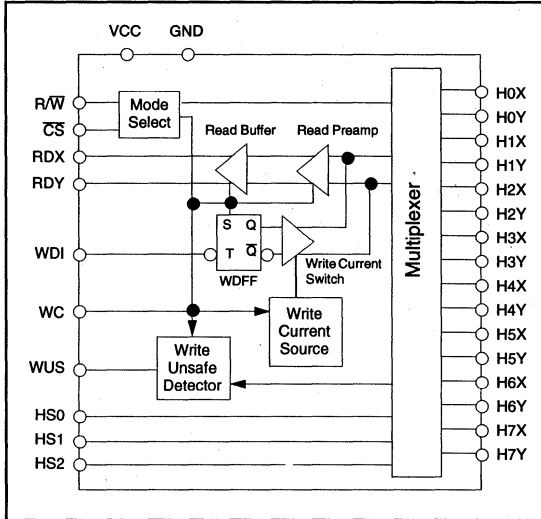 VCC GND
R/W̅
C̅S̅
Mode
Select
Read Buffer
Read Preamp
RDX
RDY
S Q
T Q̅
WDFF
WDI
Write Current
Switch
WC
Write
Current
Source
WUS
Write
Unsafe
Detector
HS0
HS1
HS2
Multiplexer
H0X
H0Y
H1X
H1Y
H2X
H2Y
H3X
H3Y
H4X
H4Y
H5X
H5Y
H6X
H6Y
H7X
H7Y